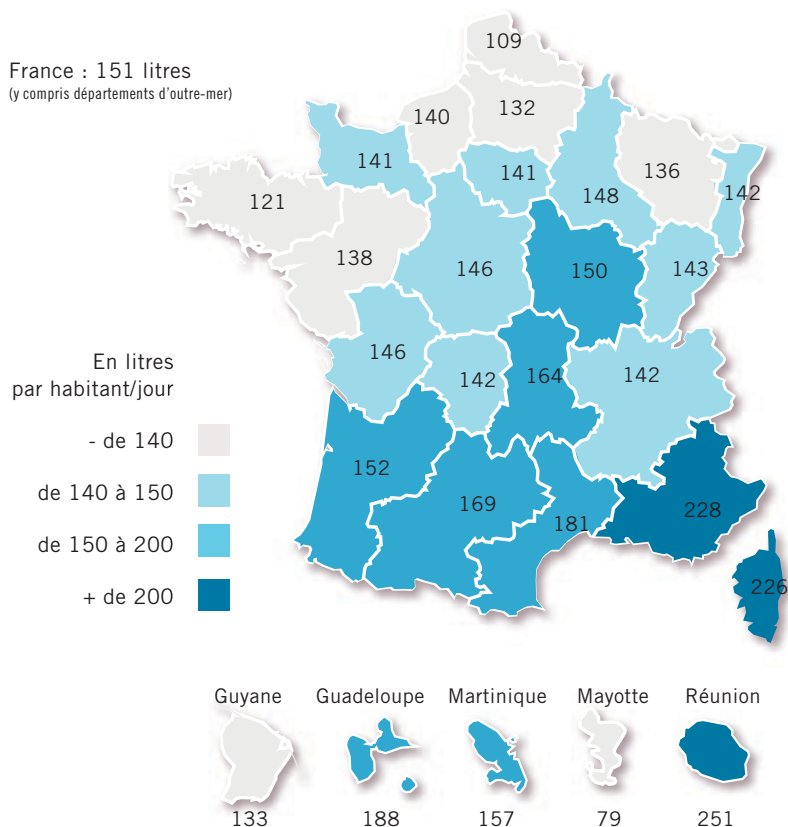 109
France : 151 litres
(y compris départements d'outre-mer)
132
140
141
141
136
148
142
121
138
146
150
143
146
142
164
142
En litres
par habitant/jour
- de 140
de 140 à 150
de 150 à 200
+ de 200
152
169
181
228
226
Guyane Guadeloupe Martinique Mayotte Réunion
133 188 157 79 251